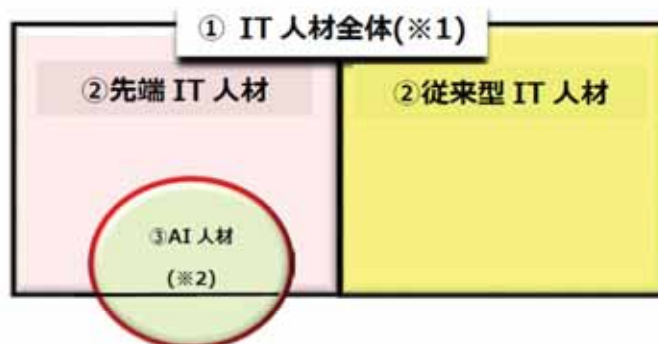 ① IT 人材全体(※1)
②先端 IT 人材
②従来型 IT 人材
③AI 人材
(※2)